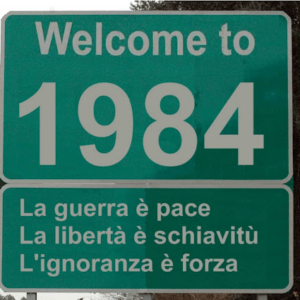 Welcome to
1984
La guerra è pace
La libertà è schiavitù
L'ignoranza è forza